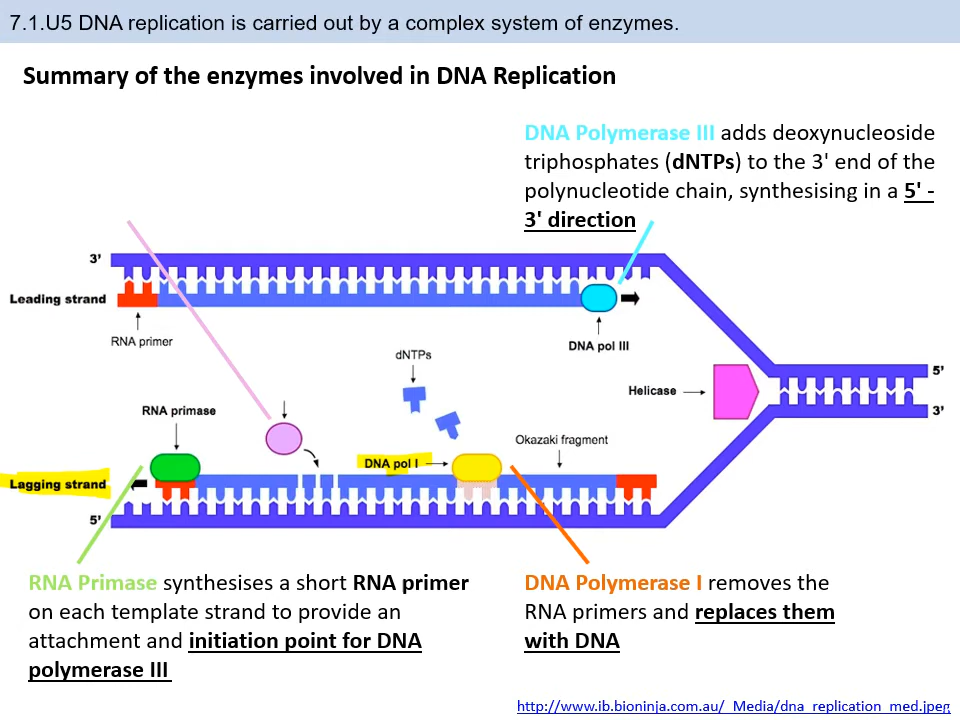 7.1.U5 DNA replication is carried out by a complex system of enzymes.
Summary of the enzymes involved in DNA Replication
DNA Polymerase III adds deoxynucleoside
triphosphates (dNTPs) to the 3' end of the
polynucleotide chain, synthesising in a 5' -
3' direction
3’
Leading strand
RNA primer
DNA pol III
dNTPs
Helicase
5’
3’
RNA primase
Okazaki fragment
DNA pol I
Lagging strand
5’
RNA Primase synthesises a short RNA primer
on each template strand to provide an
attachment and initiation point for DNA
polymerase III
DNA Polymerase I removes the
RNA primers and replaces them
with DNA
http://www.ib.bioninja.com.au/_Media/dna_replication_med.jpeg